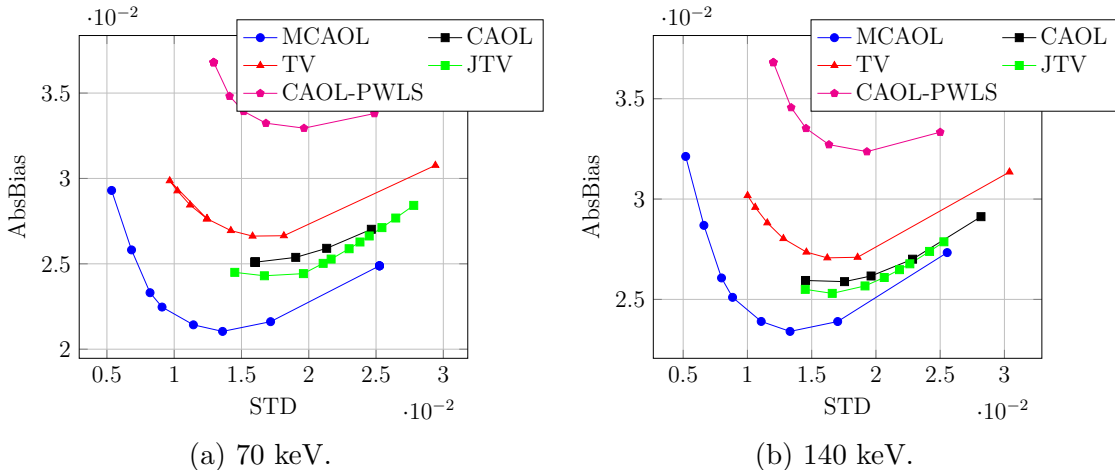 ·10⁻²
MCAOL CAOL
TV JTV
CAOL-PWLS
3.5
3
2.5
2
AbsBias
0.5 1 1.5 2 2.5 3
STD
·10⁻²
(a) 70 keV.
·10⁻²
MCAOL CAOL
TV JTV
CAOL-PWLS
3.5
3
2.5
AbsBias
0.5 1 1.5 2 2.5 3
STD
·10⁻²
(b) 140 keV.